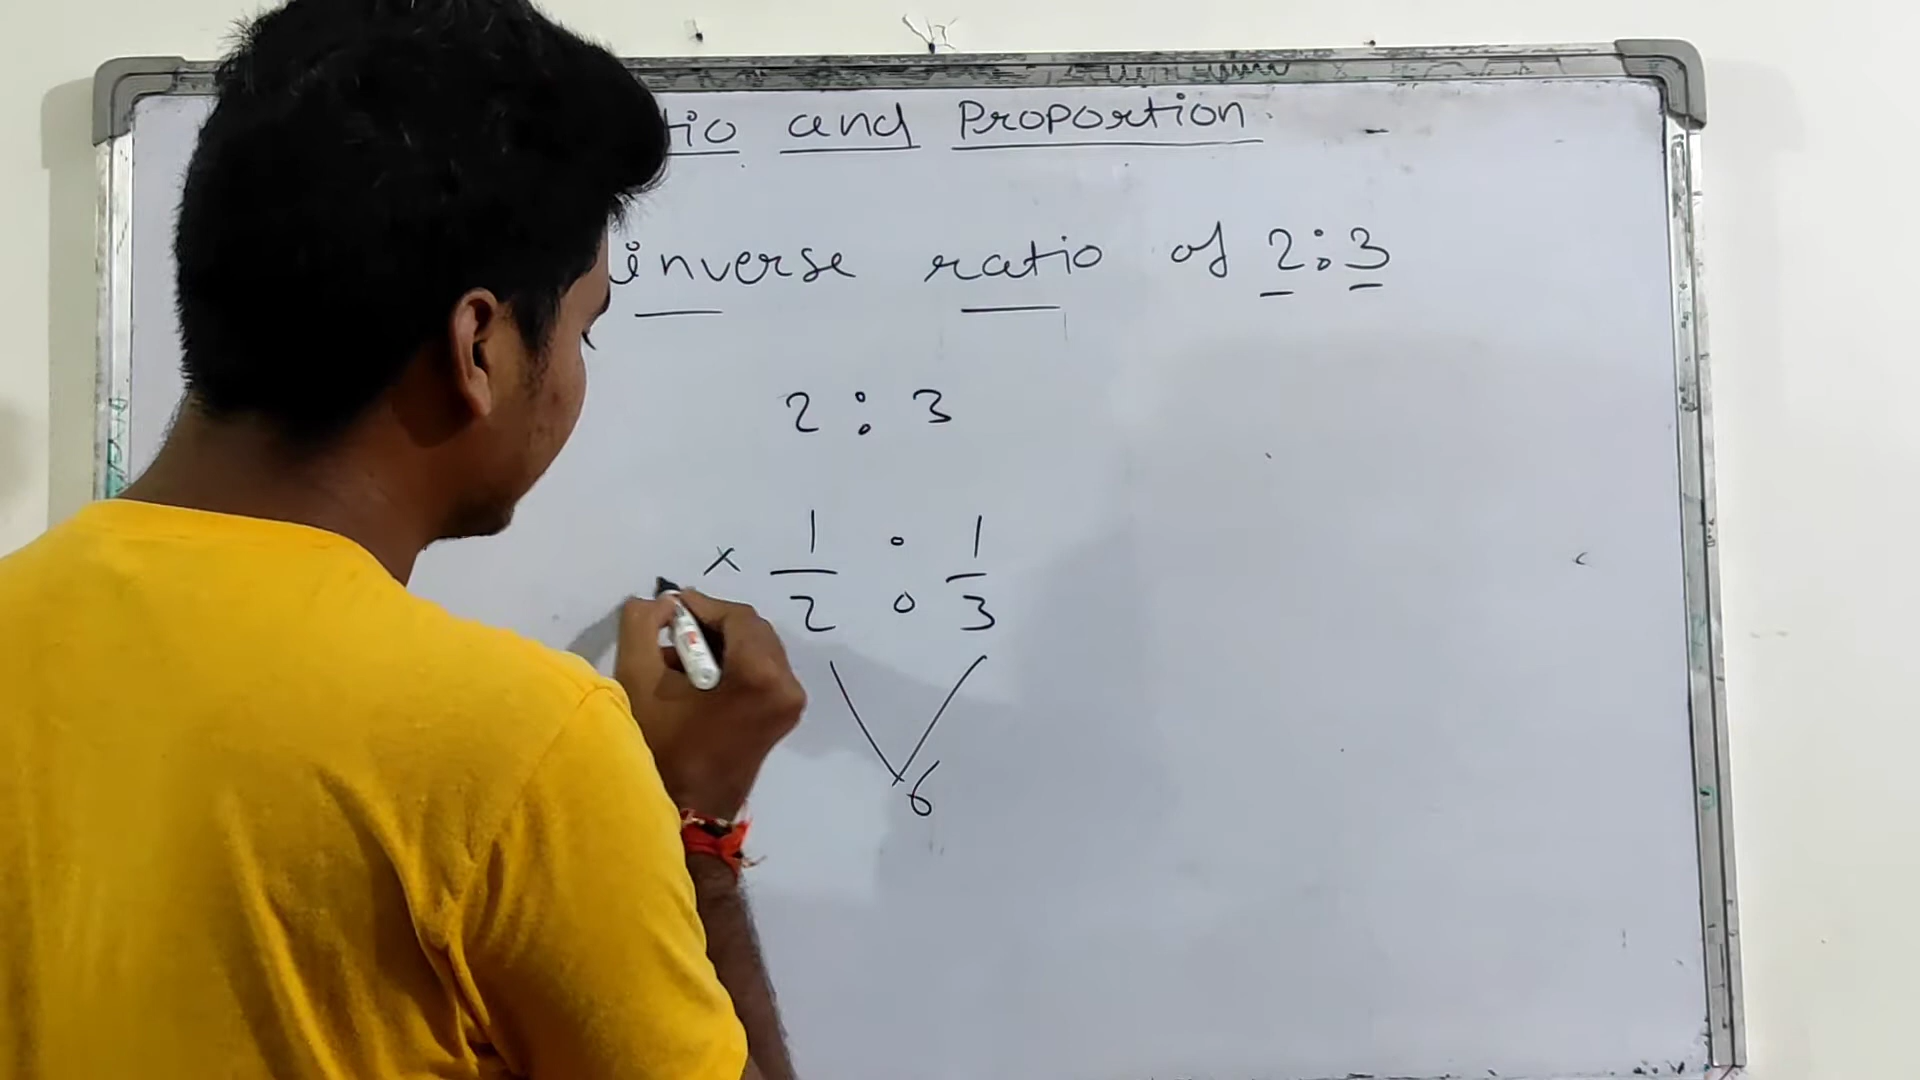 tio and Proportion
inverse ratio of 2:3
2 : 3
× 1/2 : 1/3
6